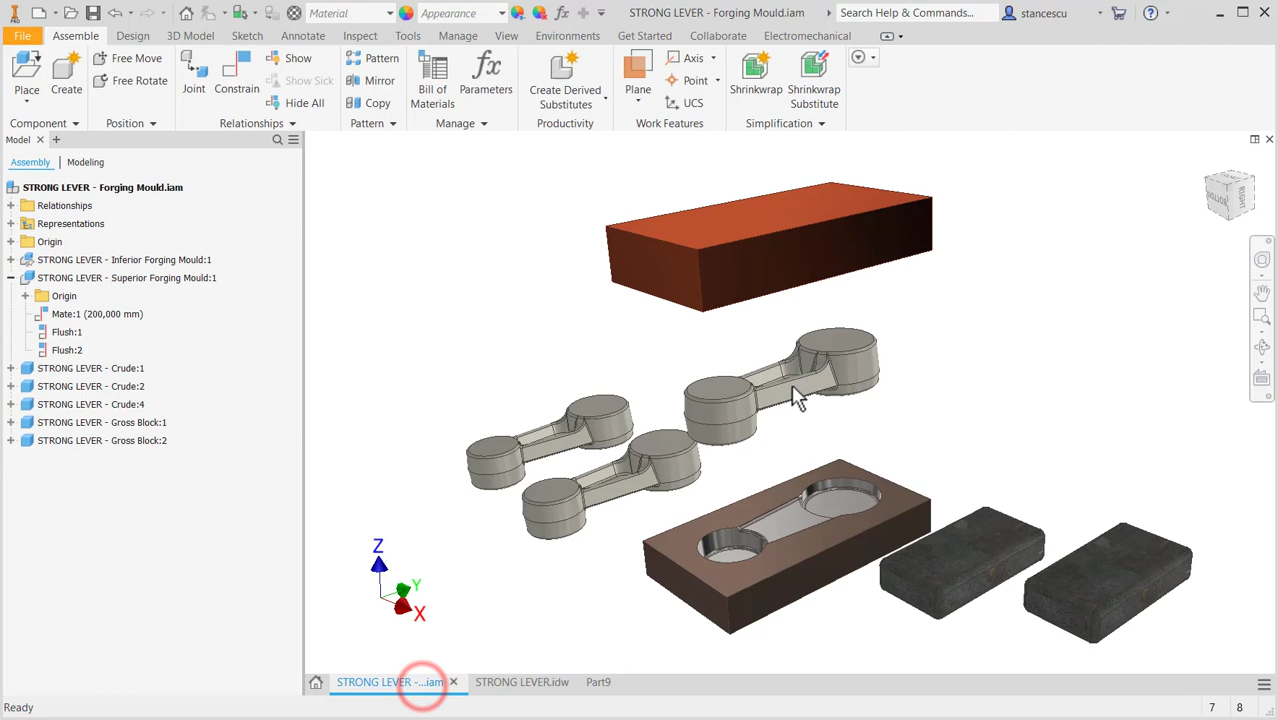 PRO
Material
Appearance
STRONG LEVER - Forging Mould.iam
Search Help & Commands...
stancescu
File
Assemble
Design
3D Model
Sketch
Annotate
Inspect
Tools
Manage
View
Environments
Get Started
Collaborate
Electromechanical
Place
Create
Free Move
Free Rotate
Joint
Constrain
Show
Show Sick
Hide All
Pattern
Mirror
Copy
Bill of
Materials
Parameters
Create Derived
Substitutes
Plane
Axis
Point
UCS
Shrinkwrap
Shrinkwrap
Substitute
Component
Position
Relationships
Pattern
Manage
Productivity
Work Features
Simplification
Model
Assembly
Modeling
STRONG LEVER - Forging Mould.iam
Relationships
Representations
Origin
STRONG LEVER - Inferior Forging Mould:1
STRONG LEVER - Superior Forging Mould:1
Origin
Mate:1 (200,000 mm)
Flush:1
Flush:2
STRONG LEVER - Crude:1
STRONG LEVER - Crude:2
STRONG LEVER - Crude:4
STRONG LEVER - Gross Block:1
STRONG LEVER - Gross Block:2
RIGHT
BOTTOM
Z
Y
X
STRONG LEVER -...iam
STRONG LEVER.idw
Part9
Ready
7
8